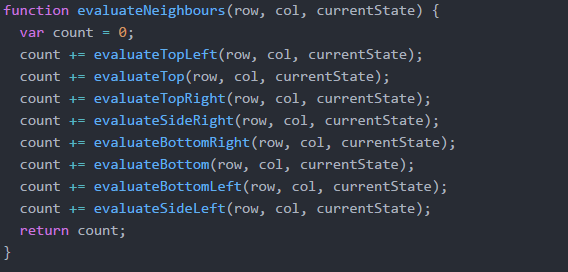 function evaluateNeighbours(row, col, currentState) {
  var count = 0;
  count += evaluateTopLeft(row, col, currentState);
  count += evaluateTop(row, col, currentState);
  count += evaluateTopRight(row, col, currentState);
  count += evaluateSideRight(row, col, currentState);
  count += evaluateBottomRight(row, col, currentState);
  count += evaluateBottom(row, col, currentState);
  count += evaluateBottomLeft(row, col, currentState);
  count += evaluateSideLeft(row, col, currentState);
  return count;
}